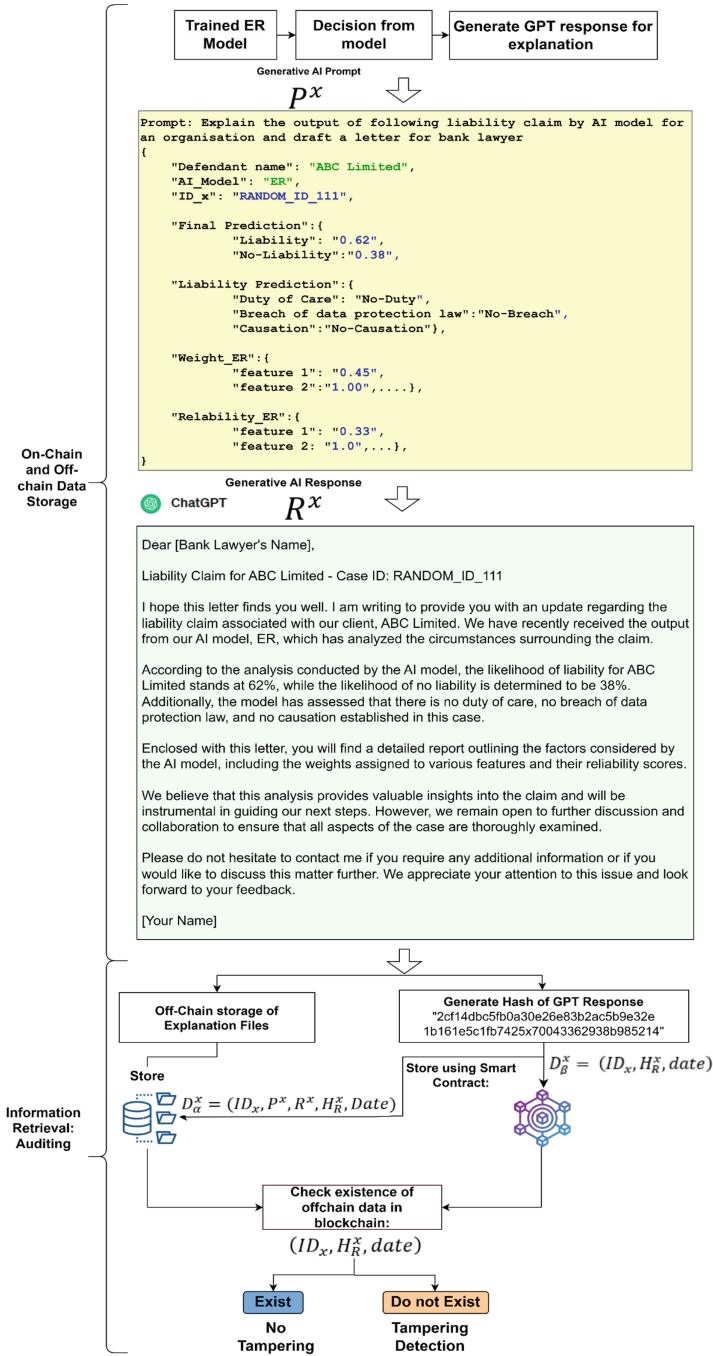 Trained ER
Model
Decision from
model
Generate GPT response for
explanation
Generative AI Prompt
P^x
Prompt: Explain the output of following liability claim by AI model for
an organisation and draft a letter for bank lawyer
{
"Defendant name": "ABC Limited",
"AI_Model": "ER",
"ID_x": "RANDOM_ID_111",
"Final Prediction":{
"Liability": "0.62",
"No-Liability":"0.38",
"Liability Prediction":{
"Duty of Care": "No-Duty",
"Breach of data protection law":"No-Breach",
"Causation":"No-Causation"},
"Weight_ER":{
"feature 1": "0.45",
"feature 2":"1.00",....},
"Relability_ER":{
"feature 1": "0.33",
"feature 2: "1.0",...},
}
On-Chain
and Off-
chain Data
Storage
Generative AI Response
ChatGPT
R^x
Dear [Bank Lawyer's Name],
Liability Claim for ABC Limited - Case ID: RANDOM_ID_111
I hope this letter finds you well. I am writing to provide you with an update regarding the
liability claim associated with our client, ABC Limited. We have recently received the output
from our AI model, ER, which has analyzed the circumstances surrounding the claim.
According to the analysis conducted by the AI model, the likelihood of liability for ABC
Limited stands at 62%, while the likelihood of no liability is determined to be 38%.
Additionally, the model has assessed that there is no duty of care, no breach of data
protection law, and no causation established in this case.
Enclosed with this letter, you will find a detailed report outlining the factors considered by
the AI model, including the weights assigned to various features and their reliability scores.
We believe that this analysis provides valuable insights into the claim and will be
instrumental in guiding our next steps. However, we remain open to further discussion and
collaboration to ensure that all aspects of the case are thoroughly examined.
Please do not hesitate to contact me if you require any additional information or if you
would like to discuss this matter further. We appreciate your attention to this issue and look
forward to your feedback.
[Your Name]
Off-Chain storage of
Explanation Files
Generate Hash of GPT Response
"2cf14dbc5fb0a30e26e83b2ac5b9e32e
1b161e5c1fb7425x70043362938b985214"
Store
Store using Smart
Contract:
D_β^x = (ID_x, H_R^x, date)
D_α^x = (ID_x, P^x, R^x, H_R^x, Date)
Information
Retrieval:
Auditing
Check existence of
offchain data in
blockchain:
(ID_x, H_R^x, date)
Exist
Do not Exist
No
Tampering
Tampering
Detection